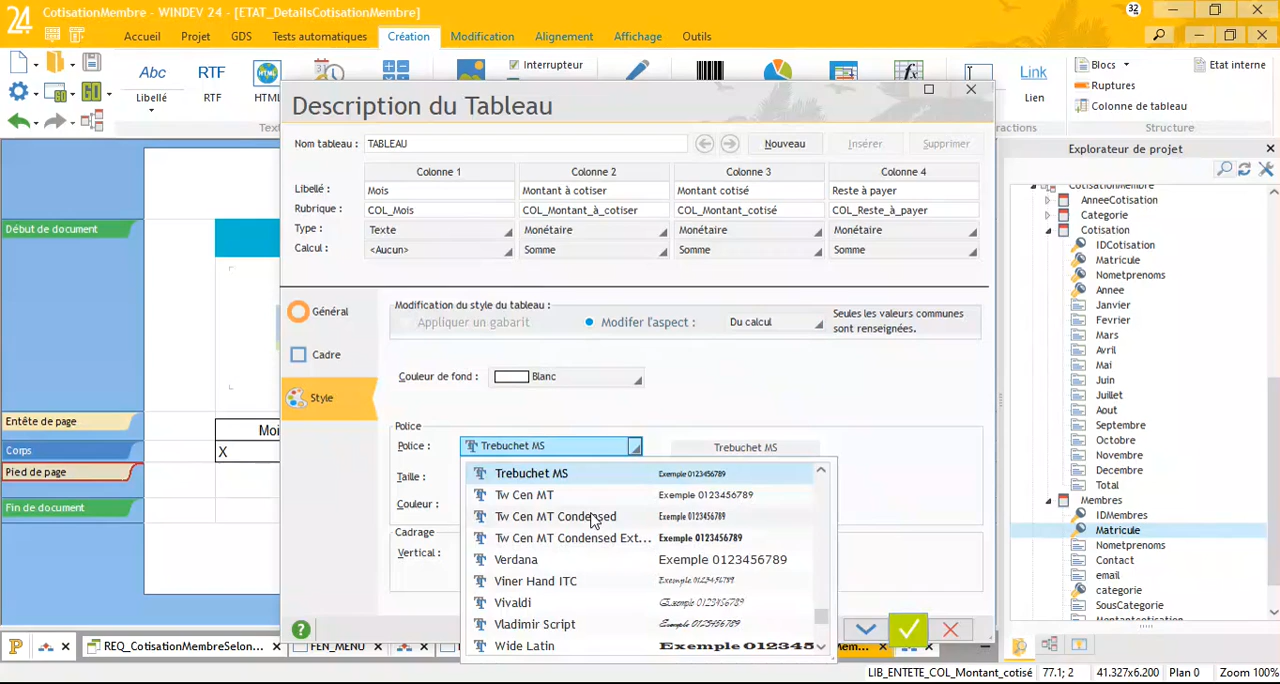 24 CotisationMembre - WINDEV 24 - [ETAT_DetailsCotisationMembre] 32
Accueil Projet GDS Tests automatiques Création Modification Alignement Affichage Outils
Abc RTF Interrupteur Link Blocs Etat interne
Libellé RTF HTM Lien Ruptures
Colonne de tableau
Structure
Description du Tableau
Explorateur de projet
Nom tableau : TABLEAU Nouveau Insérer Supprimer
Colonne 1 Colonne 2 Colonne 3 Colonne 4
Libellé : Mois Montant à cotiser Montant cotisé Reste à payer
Rubrique : COL_Mois COL_Montant_à_cotiser COL_Montant_cotisé COL_Reste_à_payer
Type : Texte Monétaire Monétaire Monétaire
Calcul : <Aucun> Somme Somme Somme
Général
Cadre
Style
Modification du style du tableau :
Appliquer un gabarit Modifer l'aspect : Du calcul
Seules les valeurs communes
sont renseignées.
Couleur de fond : Blanc
Police
Police : Trebuchet MS Trebuchet MS
Taille :
Couleur :
Cadrage
Vertical :
Trebuchet MS Exemple 0123456789
Tw Cen MT Exemple 0123456789
Tw Cen MT Condensed Exemple 0123456789
Tw Cen MT Condensed Ext... Exemple 0123456789
Verdana Exemple 0123456789
Viner Hand ITC Exemple 0123456789
Vivaldi Exemple 0123456789
Vladimir Script Exemple 0123456789
Wide Latin Exemple 012345
Début de document
Entête de page
Corps
Pied de page
Fin de document
Moi
X
CotisationMembre
AnneeCotisation
Categorie
Cotisation
IDCotisation
Matricule
Nometprenoms
Annee
Janvier
Fevrier
Mars
Avril
Mai
Juin
Juillet
Aout
Septembre
Octobre
Novembre
Decembre
Total
Membres
IDMembres
Matricule
Nometprenoms
Contact
email
categorie
SousCategorie
REQ_CotisationMembreSelon... FEN_MENU
LIB_ENTETE_COL_Montant_cotisé 77.1; 2 41.327x6.200 Plan 0 Zoom 100%